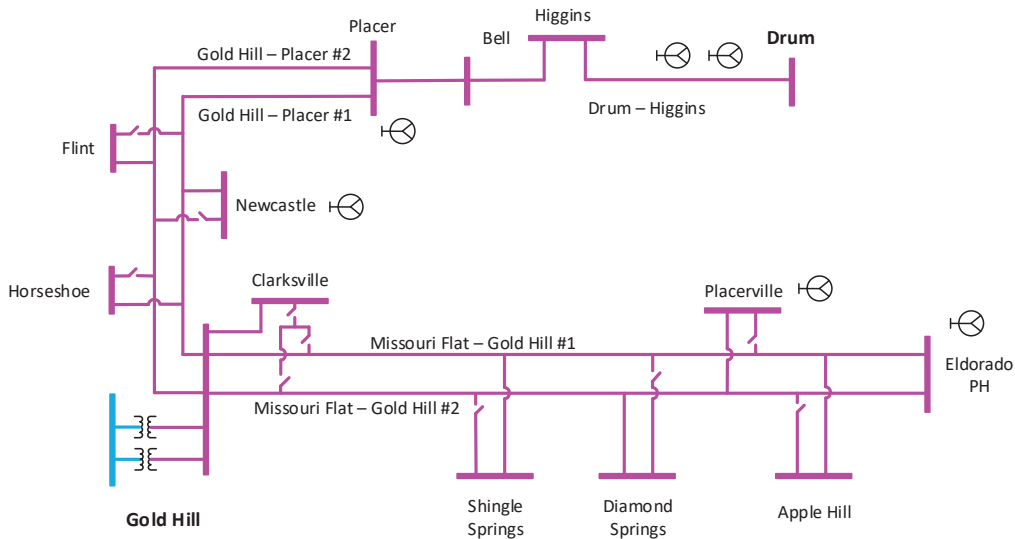 Placer
Higgins
Bell
Drum
Gold Hill – Placer #2
Gold Hill – Placer #1
Drum – Higgins
Flint
Newcastle
Horseshoe
Clarksville
Placerville
Missouri Flat – Gold Hill #1
Eldorado
PH
Missouri Flat – Gold Hill #2
Gold Hill
Shingle
Springs
Diamond
Springs
Apple Hill